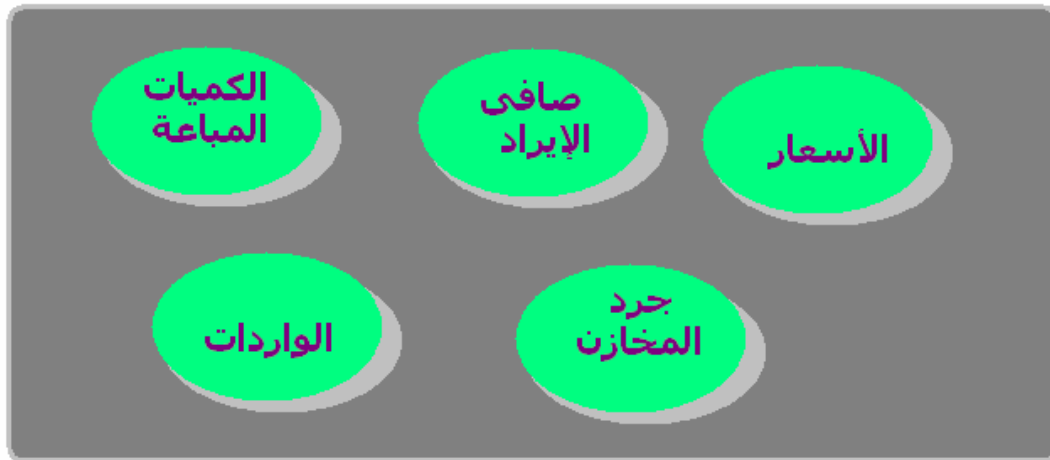 الأسعار
صافى
الإيراد
الكميات
المباعة
جرد
المخازن
الواردات